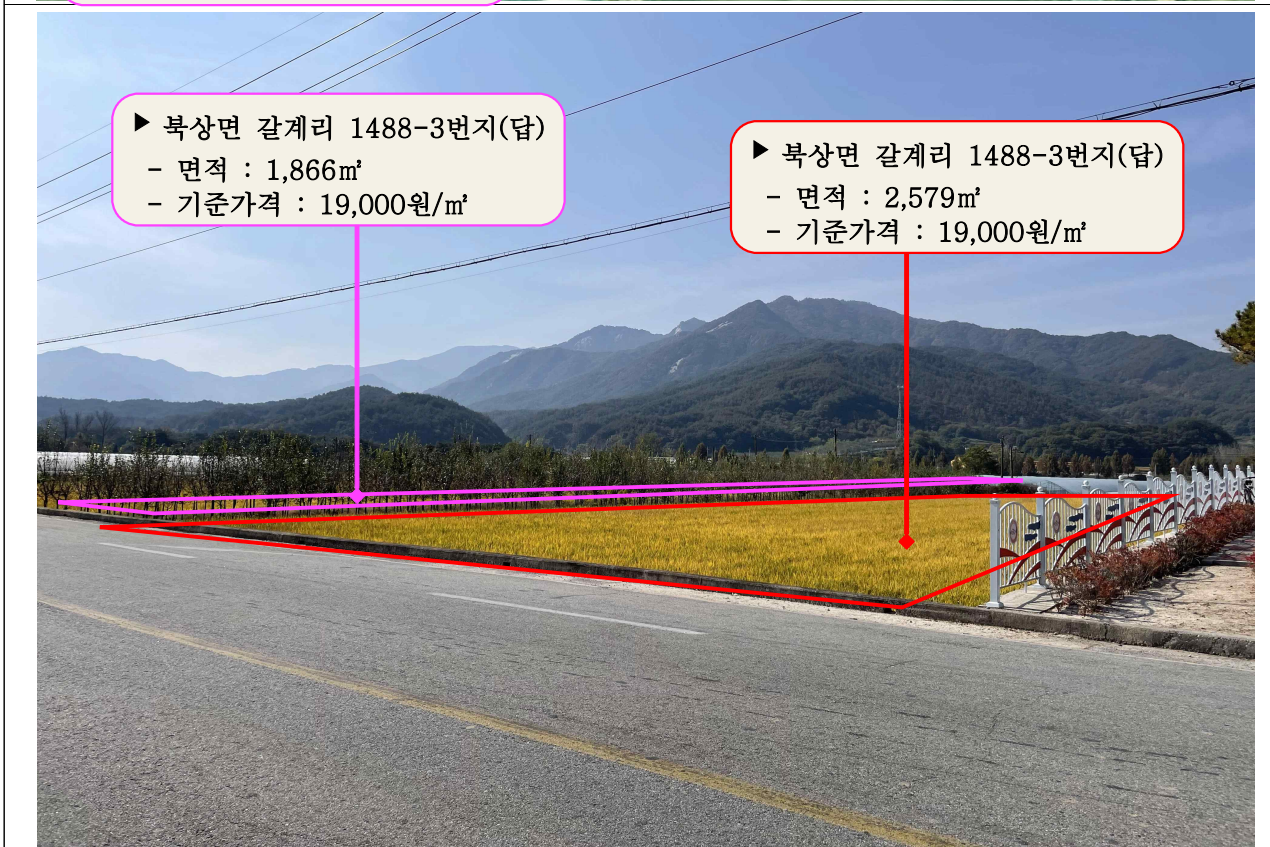 ▶ 북상면 갈계리 1488-3번지(답)
- 면적 : 1,866㎡
- 기준가격 : 19,000원/㎡
▶ 북상면 갈계리 1488-3번지(답)
- 면적 : 2,579㎡
- 기준가격 : 19,000원/㎡